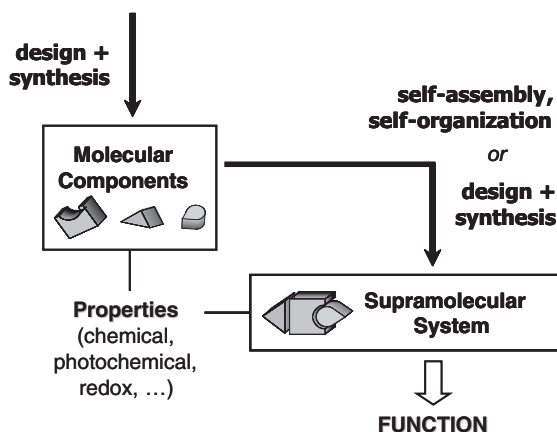 design +
synthesis
self-assembly,
self-organization
or
design +
synthesis
Molecular
Components
Properties
(chemical,
photochemical,
redox, …)
Supramolecular
System
FUNCTION